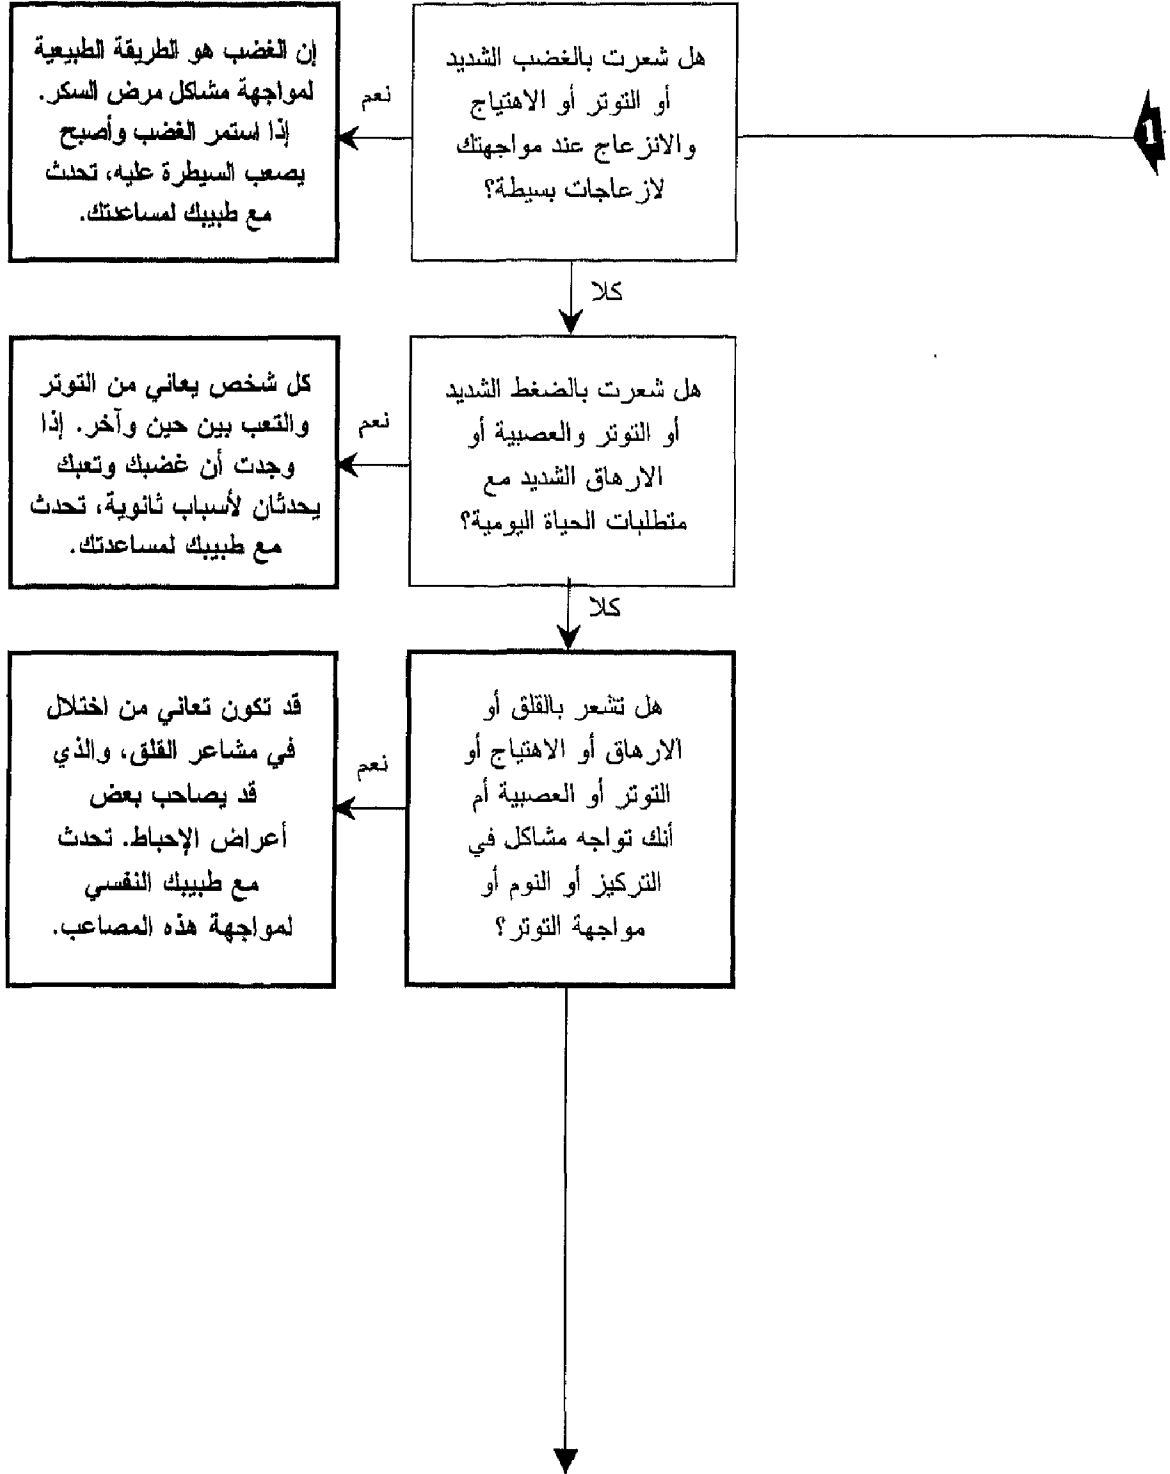 1
هل شعرت بالغضب الشديد
أو التوتر أو الاهتياج
والانزعاج عند مواجهتك
لازعاجات بسيطة؟
نعم
إن الغضب هو الطريقة الطبيعية
لمواجهة مشاكل مرض السكر.
إذا استمر الغضب وأصبح
يصعب السيطرة عليه، تحدث
مع طبيبك لمساعدتك.
كلا
هل شعرت بالضغط الشديد
أو التوتر والعصبية أو
الارهاق الشديد مع
متطلبات الحياة اليومية؟
نعم
كل شخص يعاني من التوتر
والتعب بين حين وآخر. إذا
وجدت أن غضبك وتعبك
يحدثان لأسباب ثانوية، تحدث
مع طبيبك لمساعدتك.
كلا
هل تشعر بالقلق أو
الارهاق أو الاهتياج أو
التوتر أو العصبية أم
أنك تواجه مشاكل في
التركيز أو النوم أو
مواجهة التوتر؟
نعم
قد تكون تعاني من اختلال
في مشاعر القلق، والذي
قد يصاحب بعض
أعراض الإحباط. تحدث
مع طبيبك النفسي
لمواجهة هذه المصاعب.